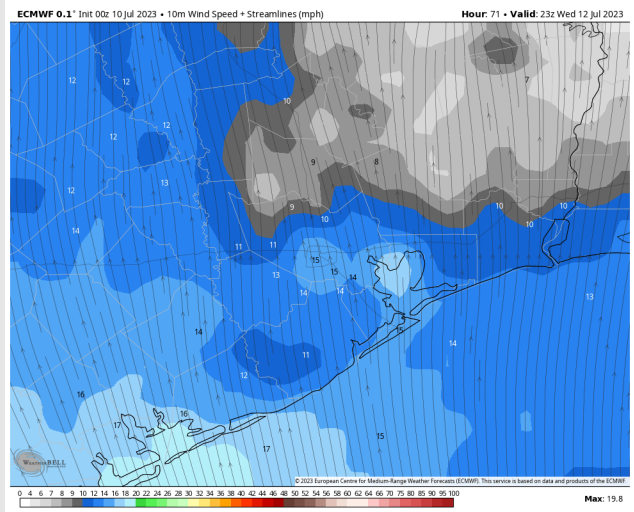 ECMWF 0.1° Init 00z 10 Jul 2023 • 10m Wind Speed + Streamlines (mph) Hour: 71 • Valid: 23z Wed 12 Jul 2023
12 12 7
10
12 12
9 8
12 13
9 10 10
14 10 10
11 11
15
13 15 14
14 14 13
14 15
14
11
12
16
16
17
15
17
WEATHERBELL
© 2023 European Centre for Medium-Range Weather Forecasts (ECMWF). This service is based on data and products of the ECMWF.
0 4 6 7 8 9 10 12 14 16 18 20 22 24 26 28 30 32 34 36 38 40 42 44 46 48 50 52 54 56 58 60 62 64 66 70 75 80 85 90 95 100
Max: 19.8